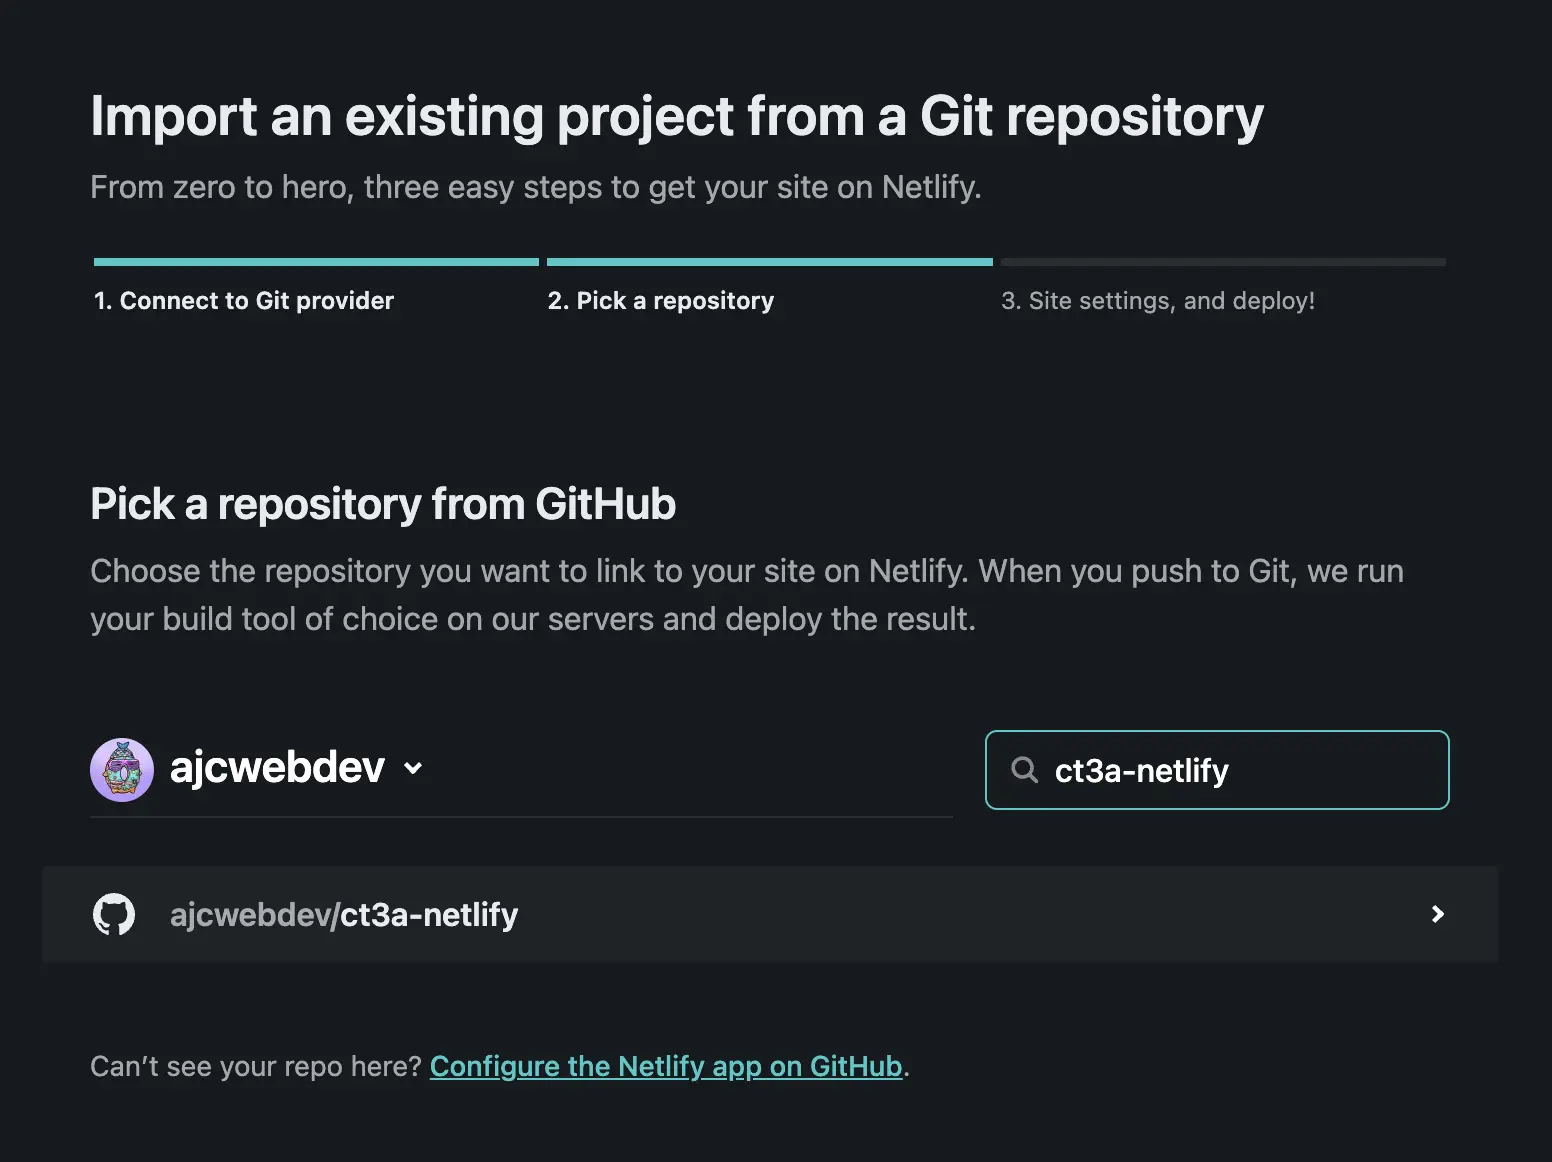 Import an existing project from a Git repository
From zero to hero, three easy steps to get your site on Netlify.
1. Connect to Git provider
2. Pick a repository
3. Site settings, and deploy!
Pick a repository from GitHub
Choose the repository you want to link to your site on Netlify. When you push to Git, we run
your build tool of choice on our servers and deploy the result.
ajcwebdev
ct3a-netlify
ajcwebdev/ct3a-netlify
Can’t see your repo here? Configure the Netlify app on GitHub.